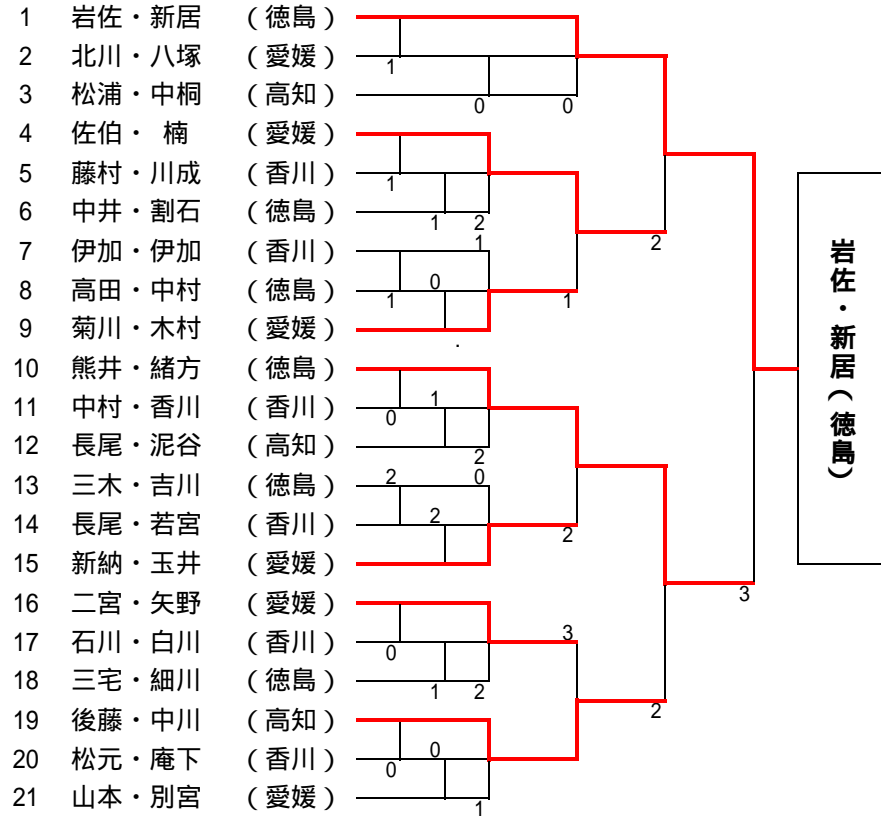 1 岩佐・新居 (徳島)
2 北川・八塚 (愛媛)
1
3 松浦・中桐 (高知)
0 0
4 佐伯・ 楠 (愛媛)
5 藤村・川成 (香川)
1
6 中井・割石 (徳島)
1 2
2
7 伊加・伊加 (香川)
1
8 高田・中村 (徳島)
1 0 1
9 菊川・木村 (愛媛)
10 熊井・緒方 (徳島)
11 中村・香川 (香川)
0 1
12 長尾・泥谷 (高知)
2
13 三木・吉川 (徳島)
2 0
14 長尾・若宮 (香川)
2 2
15 新納・玉井 (愛媛)
3
16 二宮・矢野 (愛媛)
17 石川・白川 (香川)
0 3
18 三宅・細川 (徳島)
1 2
2
19 後藤・中川 (高知)
20 松元・庵下 (香川)
0 0
21 山本・別宮 (愛媛)
1
岩佐・新居(徳島)